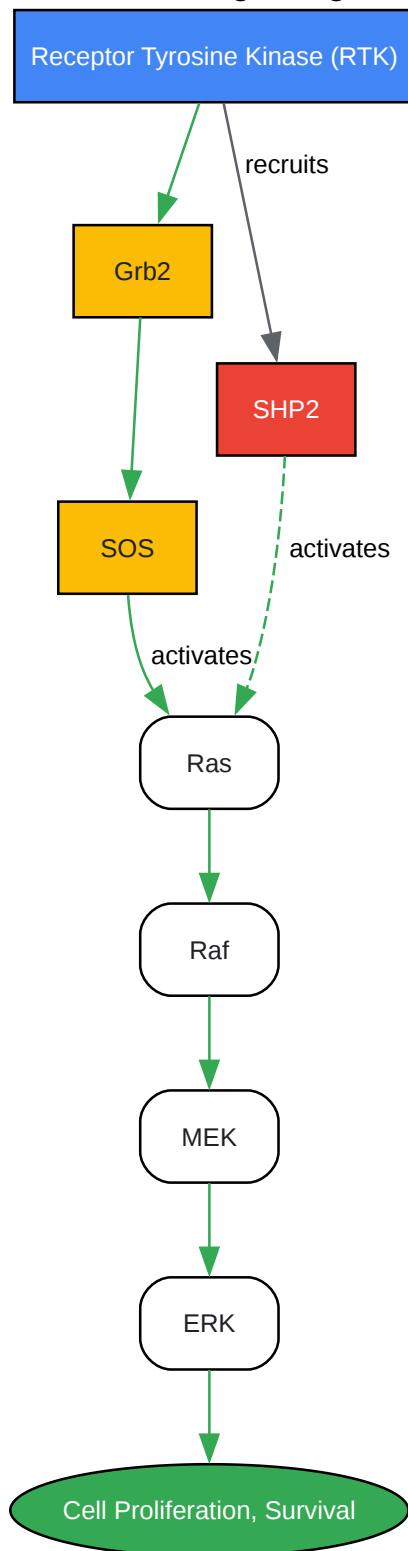 Receptor Tyrosine Kinase (RTK)
recruits
Grb2
SHP2
SOS
activates
activates
Ras
Raf
MEK
ERK
Cell Proliferation, Survival